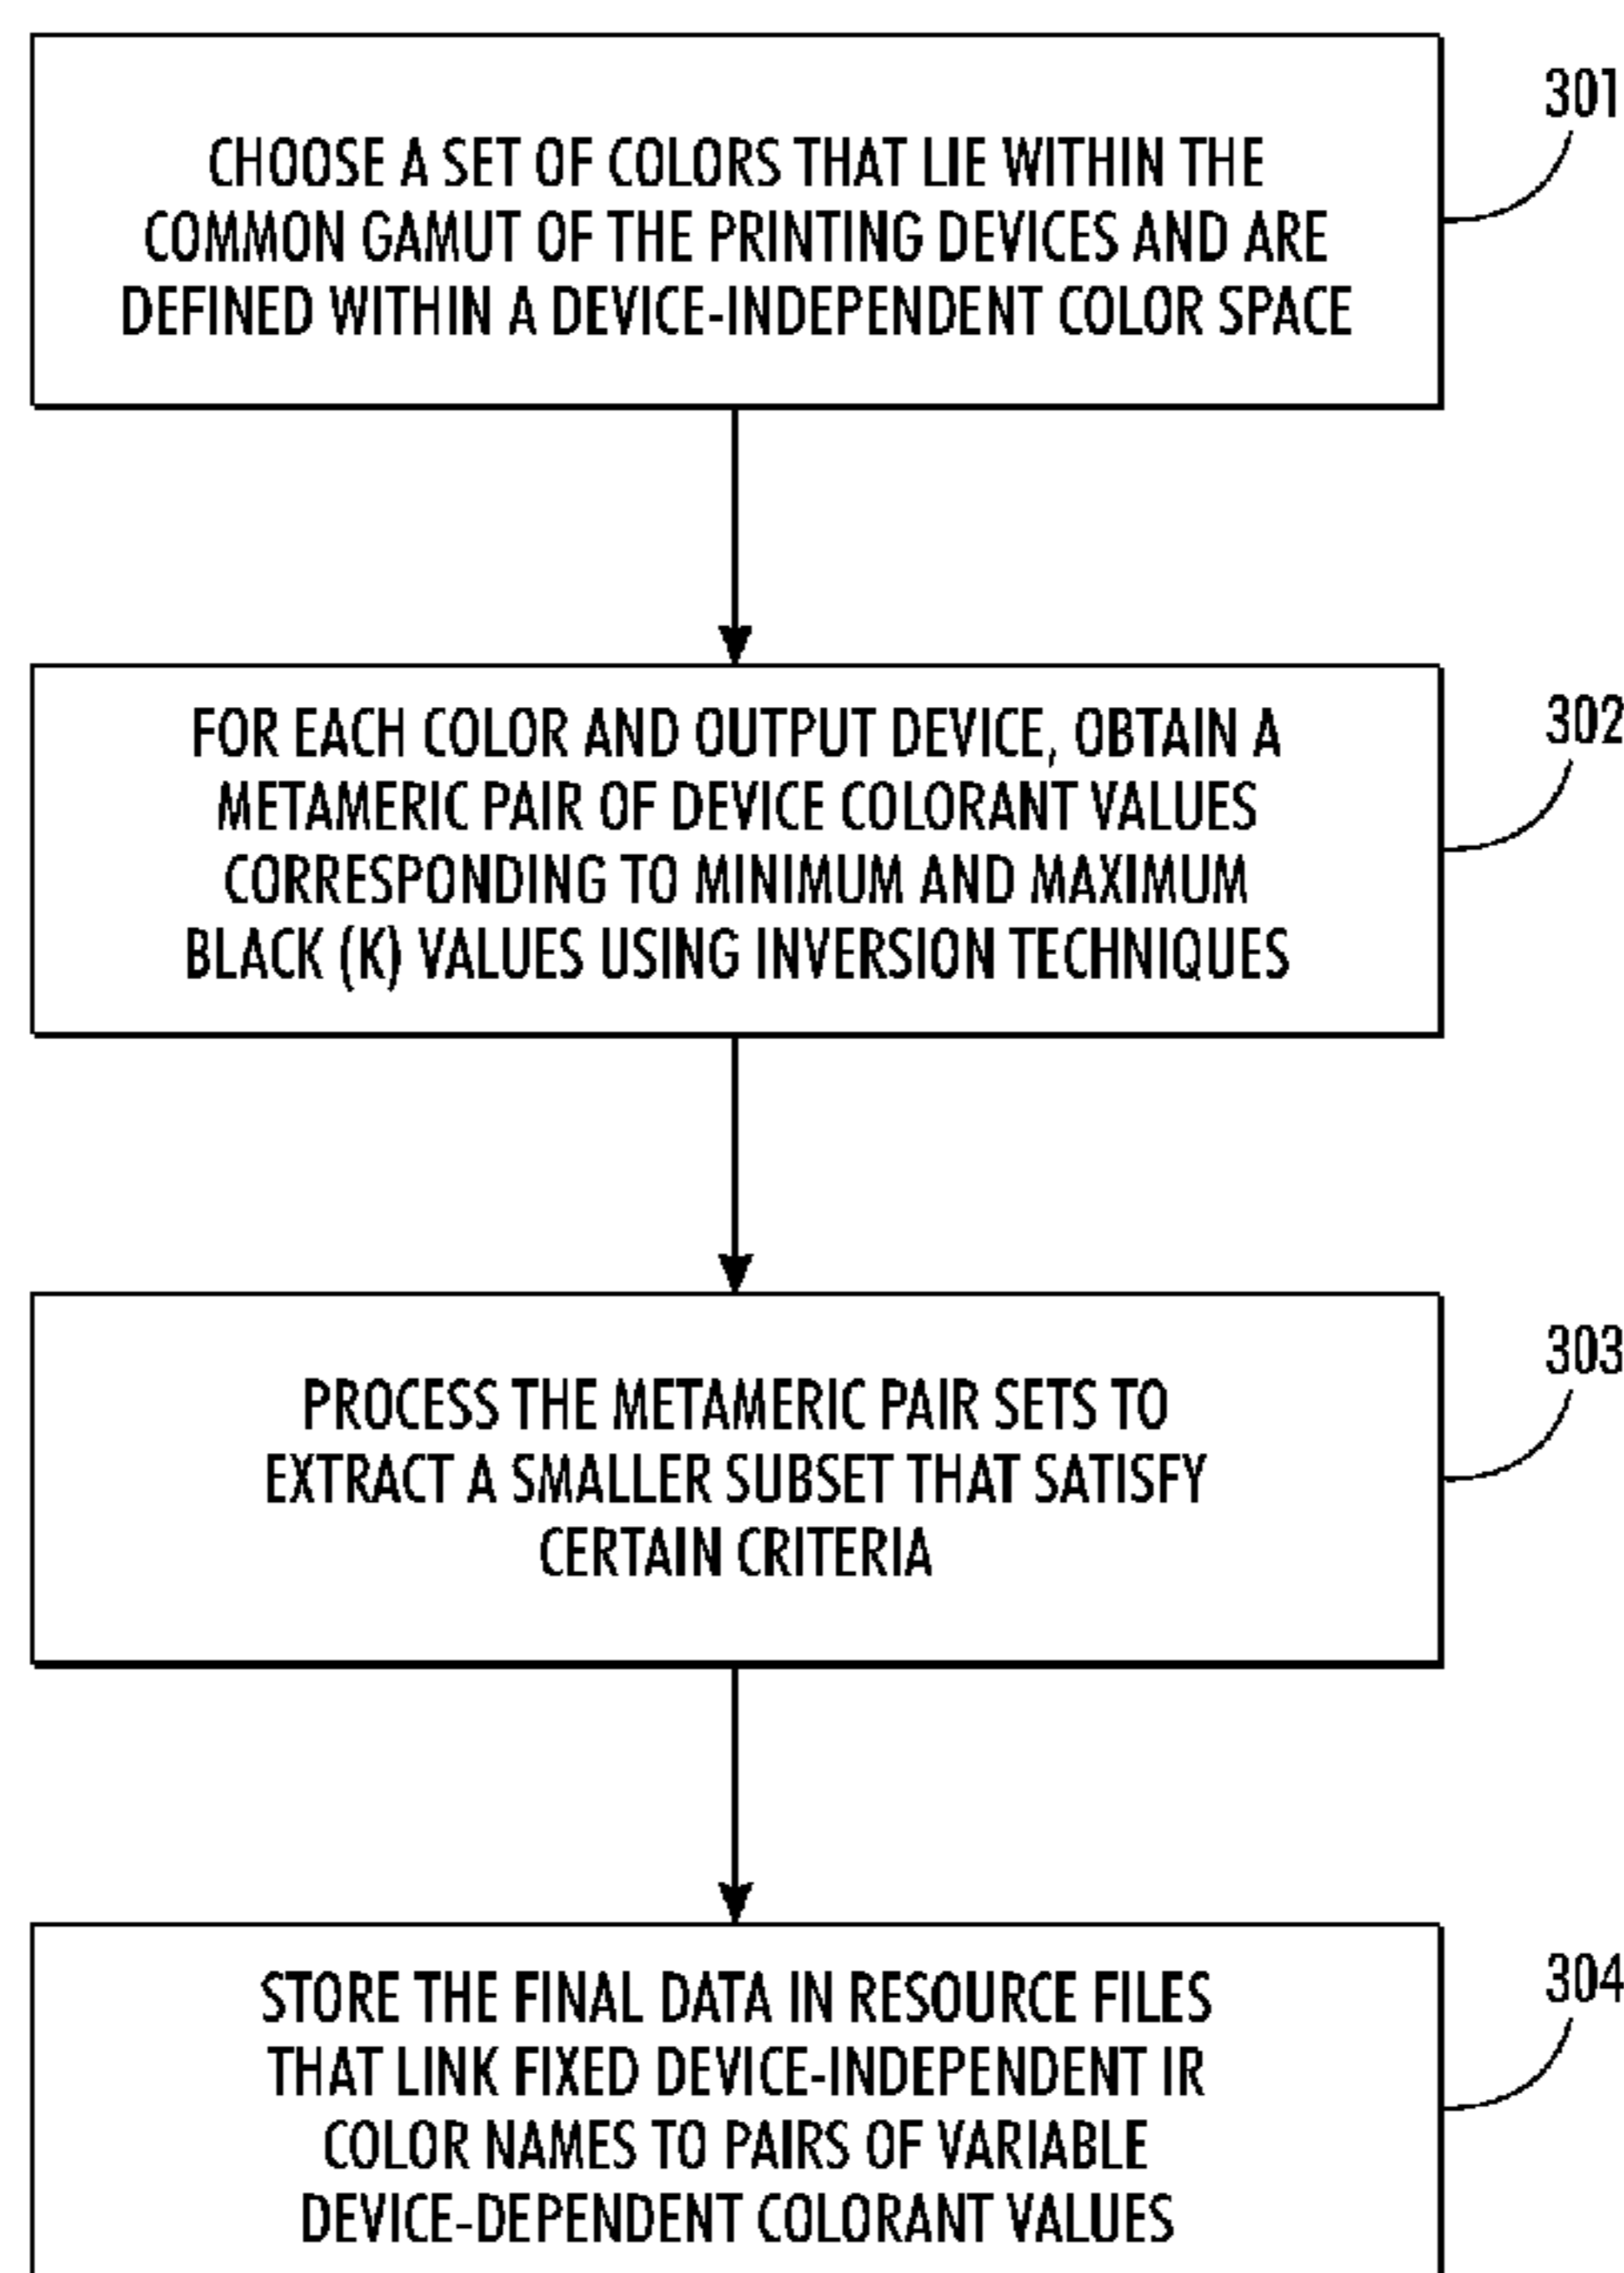 CHOOSE A SET OF COLORS THAT LIE WITHIN THE
COMMON GAMUT OF THE PRINTING DEVICES AND ARE
DEFINED WITHIN A DEVICE-INDEPENDENT COLOR SPACE
301
FOR EACH COLOR AND OUTPUT DEVICE, OBTAIN A
METAMERIC PAIR OF DEVICE COLORANT VALUES
CORRESPONDING TO MINIMUM AND MAXIMUM
BLACK (K) VALUES USING INVERSION TECHNIQUES
302
PROCESS THE METAMERIC PAIR SETS TO
EXTRACT A SMALLER SUBSET THAT SATISFY
CERTAIN CRITERIA
303
STORE THE FINAL DATA IN RESOURCE FILES
THAT LINK FIXED DEVICE-INDEPENDENT IR
COLOR NAMES TO PAIRS OF VARIABLE
DEVICE-DEPENDENT COLORANT VALUES
304